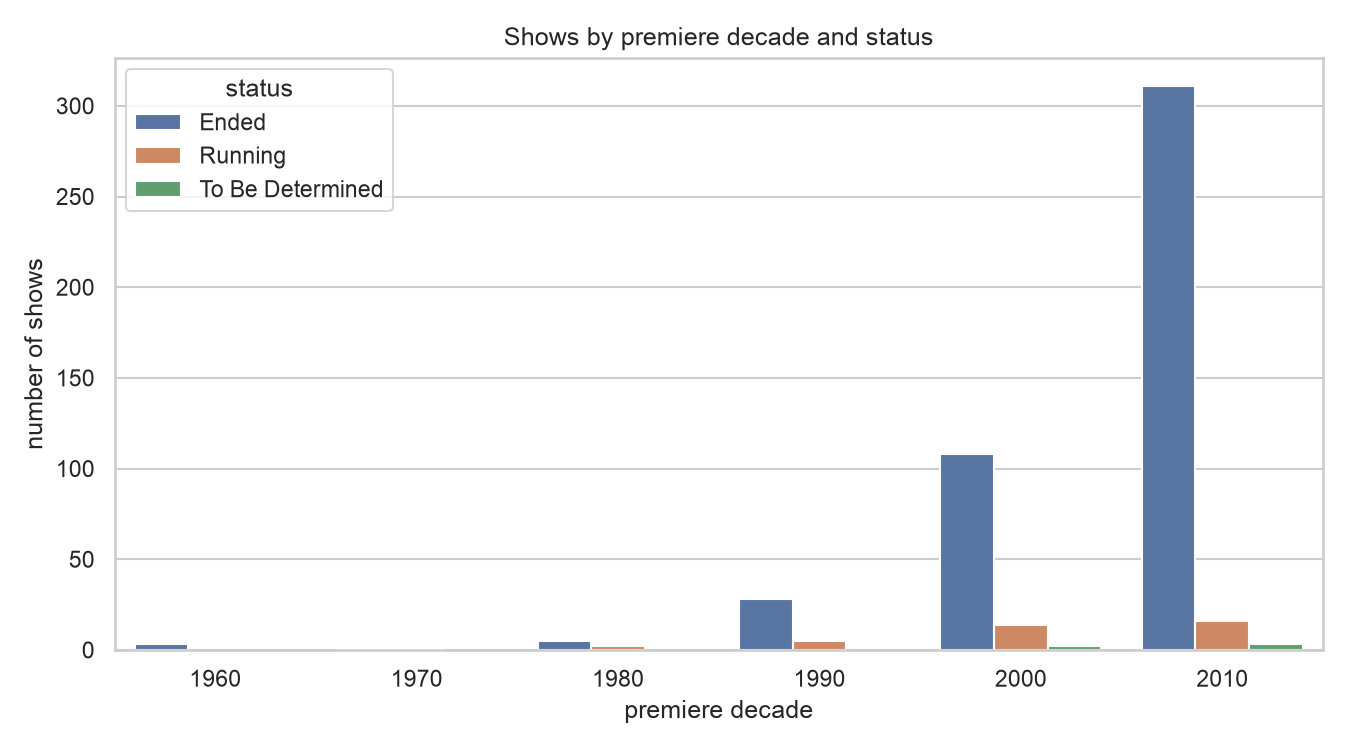 Shows by premiere decade and status
status
Ended
Running
To Be Determined
number of shows
300
250
200
150
100
50
0
1960 1970 1980 1990 2000 2010
premiere decade